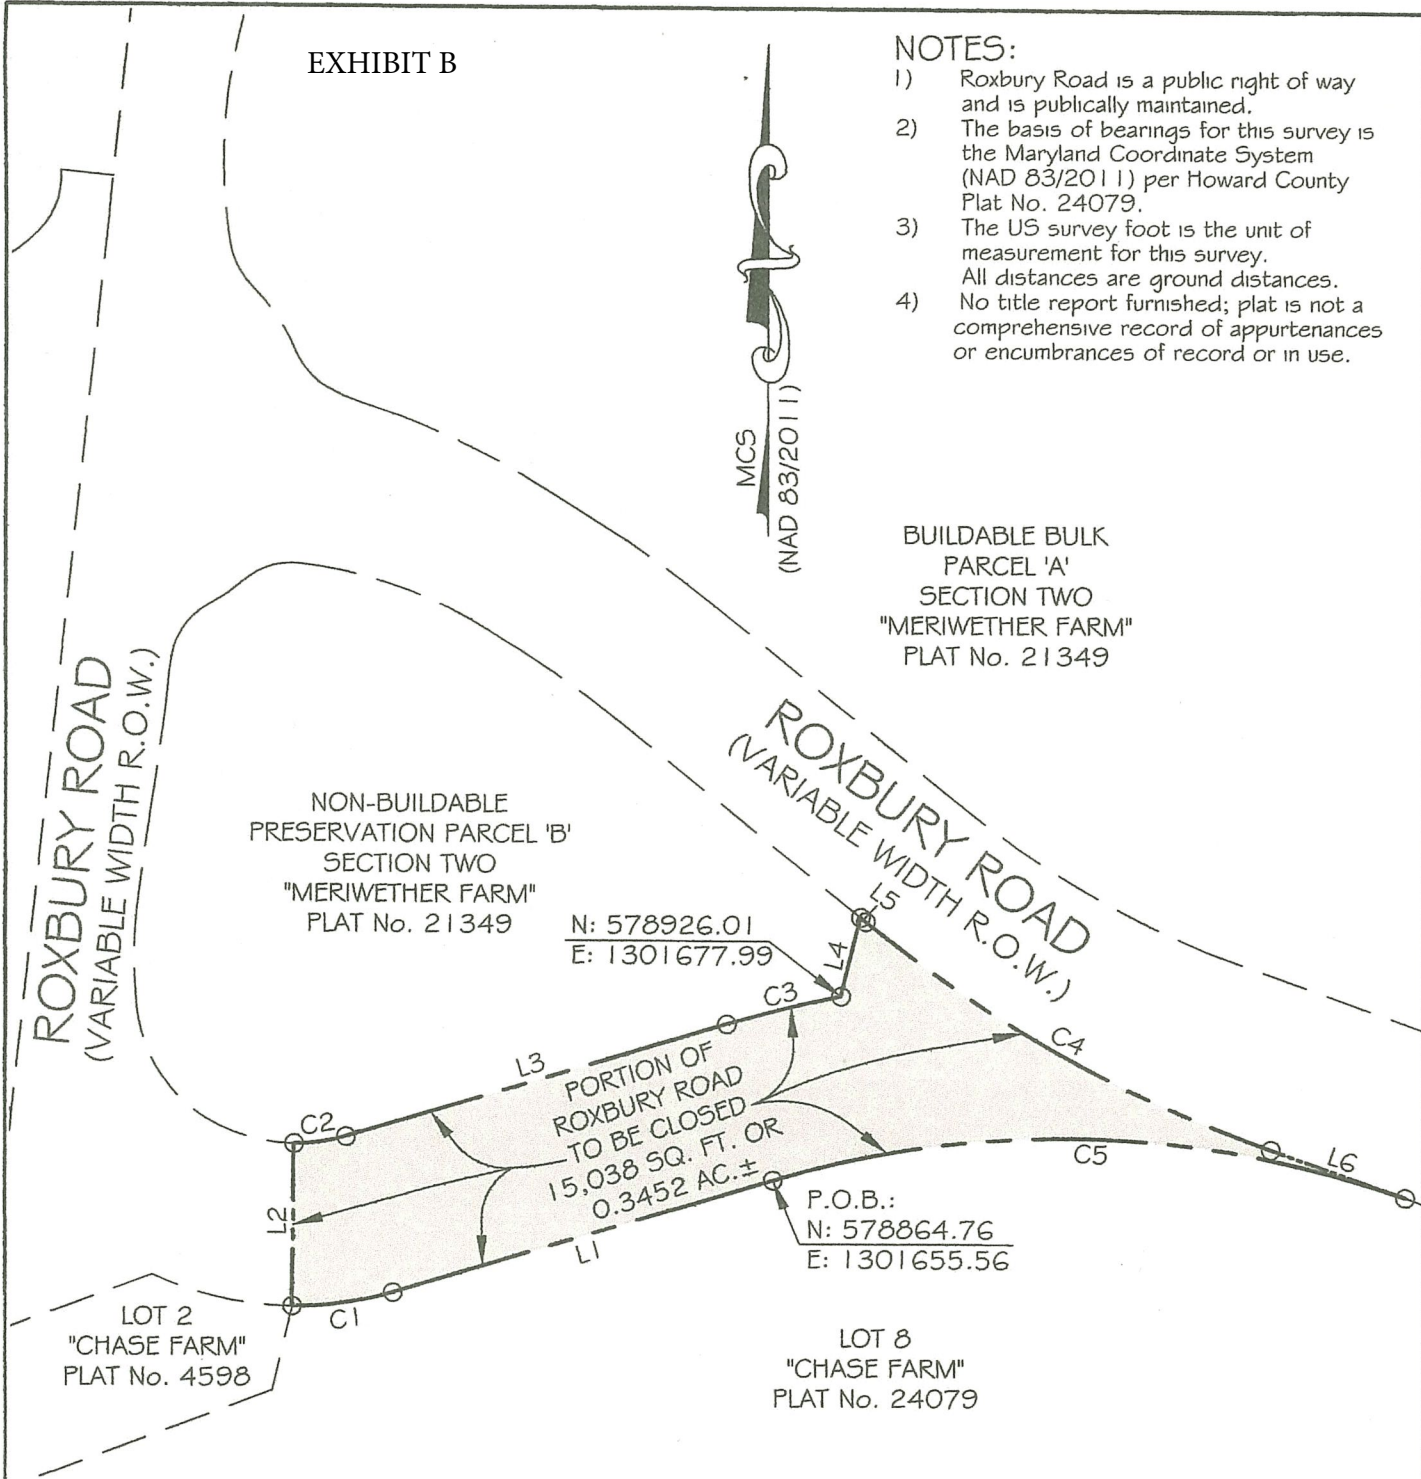 EXHIBIT B
NOTES:
1) Roxbury Road is a public right of way
and is publically maintained.
2) The basis of bearings for this survey is
the Maryland Coordinate System
(NAD 83/2011) per Howard County
Plat No. 24079.
3) The US survey foot is the unit of
measurement for this survey.
All distances are ground distances.
4) No title report furnished; plat is not a
comprehensive record of appurtenances
or encumbrances of record or in use.
MCS
(NAD 83/2011)
BUILDABLE BULK
PARCEL 'A'
SECTION TWO
"MERIWETHER FARM"
PLAT No. 21349
ROXBURY ROAD
(VARIABLE WIDTH R.O.W.)
ROXBURY ROAD
(VARIABLE WIDTH R.O.W.)
NON-BUILDABLE
PRESERVATION PARCEL 'B'
SECTION TWO
"MERIWETHER FARM"
PLAT No. 21349
N: 578926.01
E: 1301677.99
L5
L4
C3
L3
C4
C2
PORTION OF
ROXBURY ROAD
TO BE CLOSED
15,038 SQ. FT. OR
0.3452 AC.±
C5
L6
L2
L1
C1
P.O.B.:
N: 578864.76
E: 1301655.56
LOT 2
"CHASE FARM"
PLAT No. 4598
LOT 8
"CHASE FARM"
PLAT No. 24079